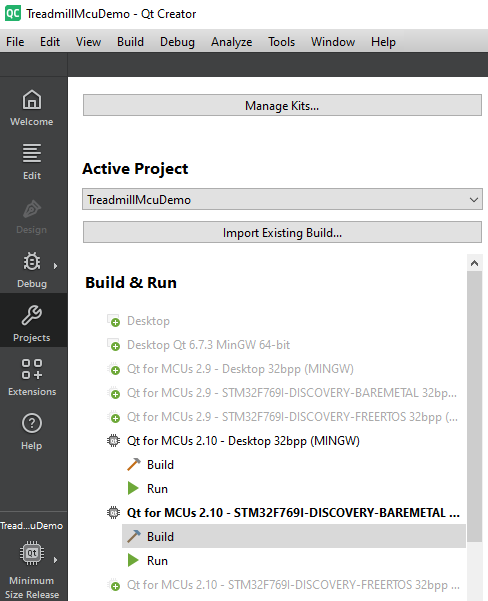 QC TreadmillMcuDemo - Qt Creator
File Edit View Build Debug Analyze Tools Window Help
Manage Kits...
Welcome
Edit
Active Project
TreadmillMcuDemo
Design
Import Existing Build...
Debug
Build & Run
Projects
Desktop
Desktop Qt 6.7.3 MinGW 64-bit
Qt for MCUs 2.9 - Desktop 32bpp (MINGW)
Extensions
Qt for MCUs 2.9 - STM32F769I-DISCOVERY-BAREMETAL 32bp...
Qt for MCUs 2.9 - STM32F769I-DISCOVERY-FREERTOS 32bpp (...
Help
Qt for MCUs 2.10 - Desktop 32bpp (MINGW)
Build
Run
Qt for MCUs 2.10 - STM32F769I-DISCOVERY-BAREMETAL ...
Tread...uDemo
Build
Qt
Run
Minimum
Size Release
Qt for MCUs 2.10 - STM32F769I-DISCOVERY-FREERTOS 32bpp ...